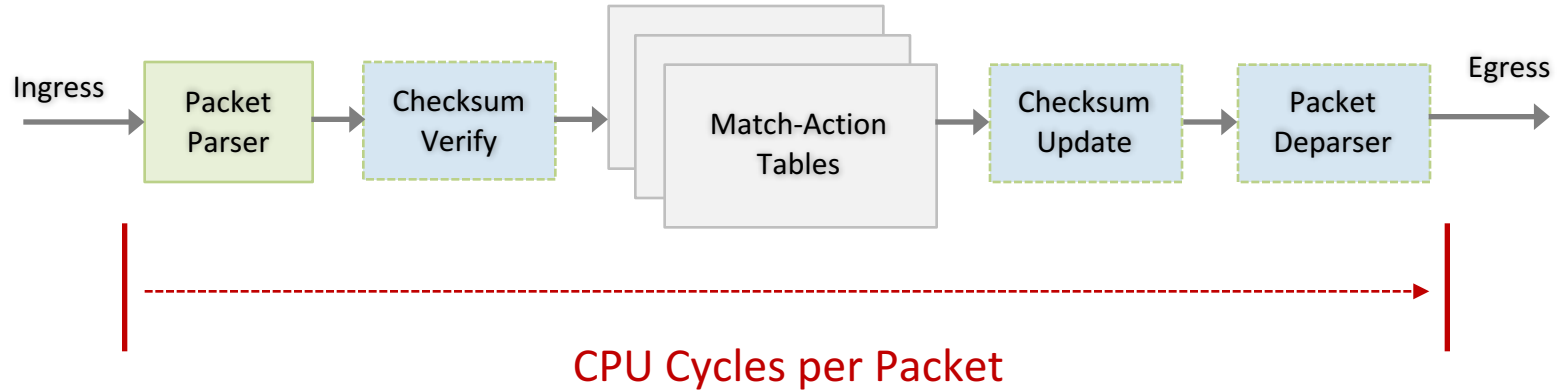 Ingress
Packet
Parser
Checksum
Verify
Match-Action
Tables
Checksum
Update
Packet
Deparser
Egress
CPU Cycles per Packet